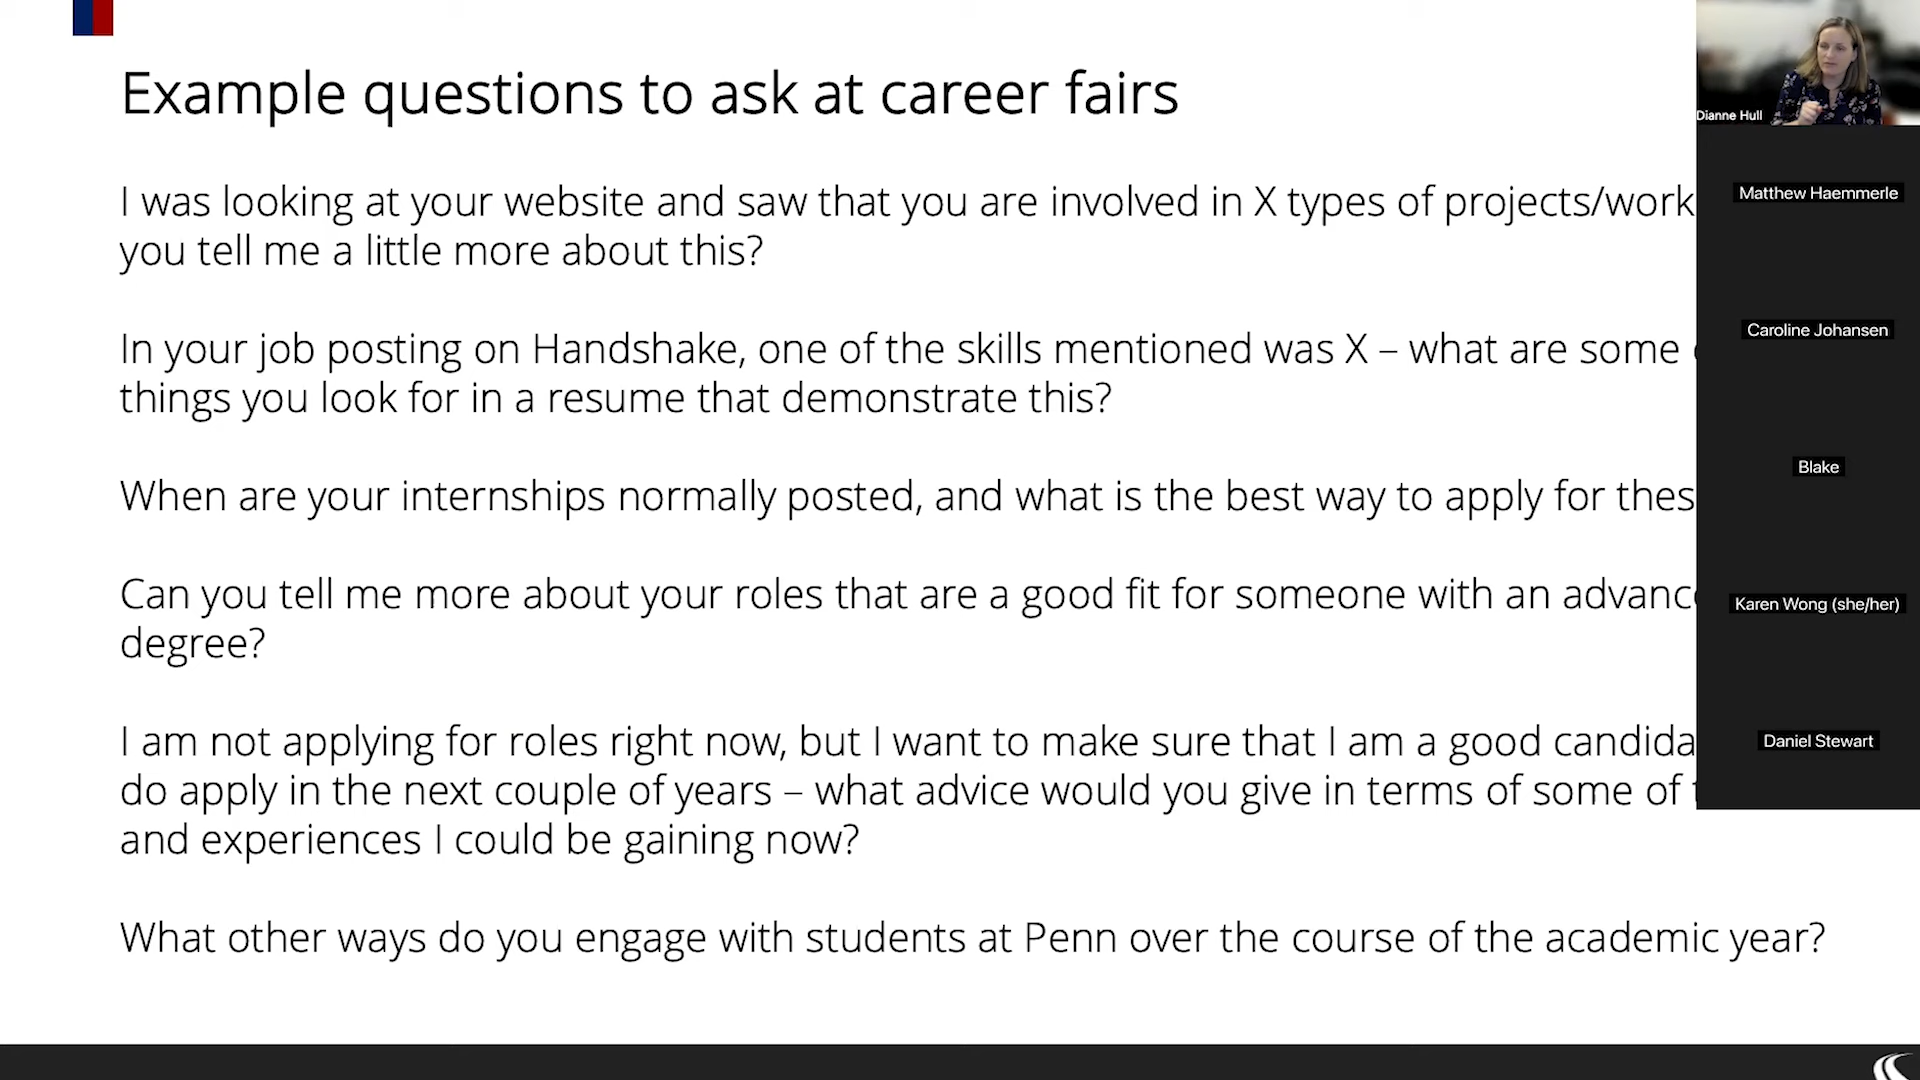 Example questions to ask at career fairs
I was looking at your website and saw that you are involved in X types of projects/work
you tell me a little more about this?
In your job posting on Handshake, one of the skills mentioned was X – what are some
things you look for in a resume that demonstrate this?
When are your internships normally posted, and what is the best way to apply for thes
Can you tell me more about your roles that are a good fit for someone with an advanc
degree?
I am not applying for roles right now, but I want to make sure that I am a good candida
do apply in the next couple of years – what advice would you give in terms of some of
and experiences I could be gaining now?
What other ways do you engage with students at Penn over the course of the academic year?
Dianne Hull
Matthew Haemmerle
Caroline Johansen
Blake
Karen Wong (she/her)
Daniel Stewart